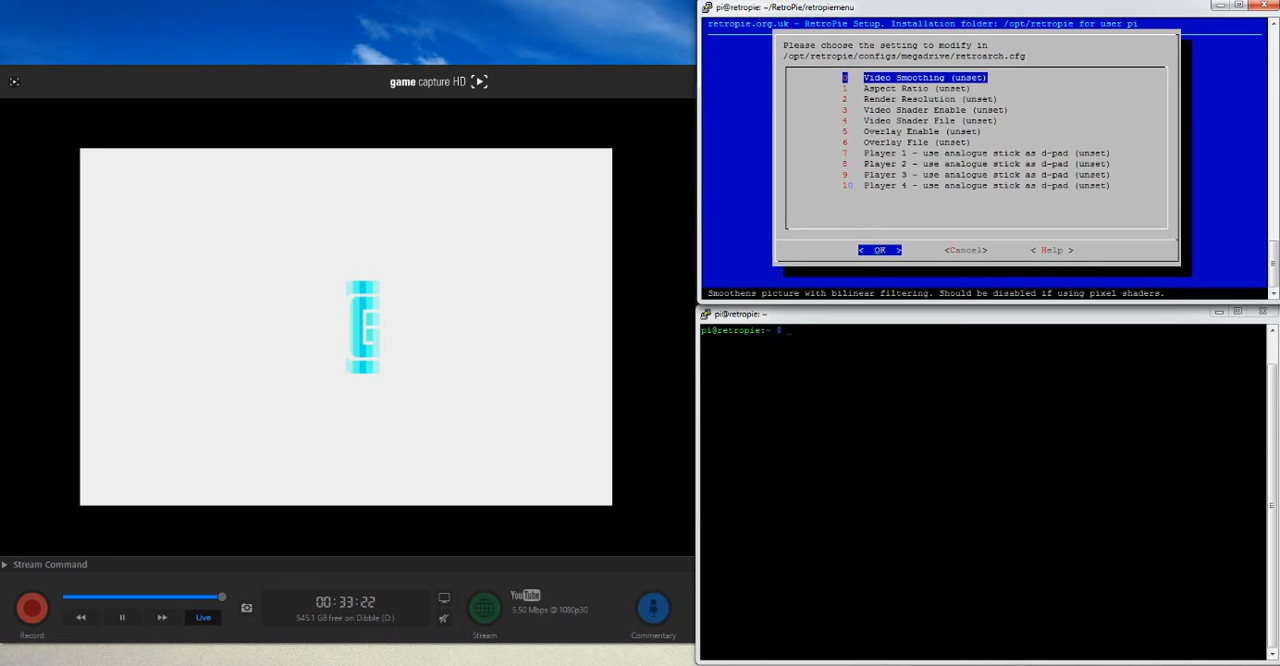 game capture HD
Stream Command
Record
Live
00:33:22
545.1 GB free on Dibble (D:)
Stream
YouTube
5.50 Mbps @ 1080p30
Commentary
pi@retropie: ~/RetroPie/retropiemenu
retropie.org.uk - RetroPie Setup. Installation folder: /opt/retropie for user pi
Please choose the setting to modify in
/opt/retropie/configs/megadrive/retroarch.cfg
0 Video Smoothing (unset)
1 Aspect Ratio (unset)
2 Render Resolution (unset)
3 Video Shader Enable (unset)
4 Video Shader File (unset)
5 Overlay Enable (unset)
6 Overlay File (unset)
7 Player 1 - use analogue stick as d-pad (unset)
8 Player 2 - use analogue stick as d-pad (unset)
9 Player 3 - use analogue stick as d-pad (unset)
10 Player 4 - use analogue stick as d-pad (unset)
< OK > <Cancel> < Help >
Smoothens picture with bilinear filtering. Should be disabled if using pixel shaders.
pi@retropie: ~
pi@retropie:~ $ _